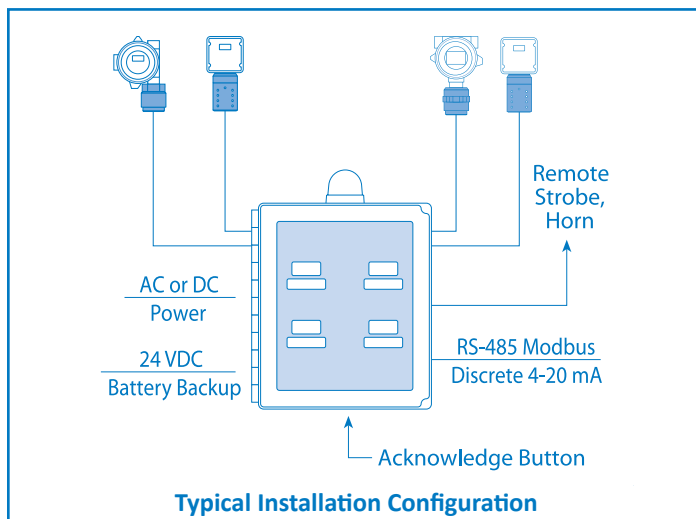 Remote
Strobe,
Horn
AC or DC
Power
24 VDC
Battery Backup
RS-485 Modbus
Discrete 4-20 mA
Acknowledge Button
Typical Installation Configuration